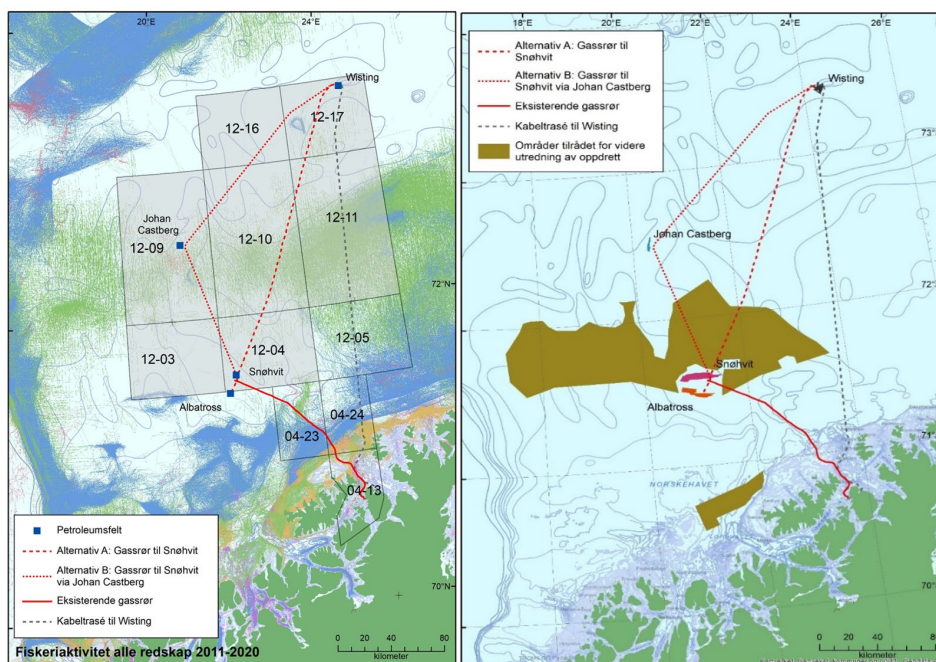 20°E
24°E
Wisting
12-16
12-17
73°N
Johan
Castberg
12-09
12-10
12-11
72°N
12-03
12-04
12-05
Snøhvit
Albatross
04-24
04-23
71°N
04-13
70°N
Petroleumsfelt
Alternativ A: Gassrør til Snøhvit
Alternativ B: Gassrør til Snøhvit
via Johan Castberg
Eksisterende gassrør
Kabeltrasé til Wisting
0 20 40 80
kilometer
Fiskeriaktivitet alle redskap 2011-2020
18°E
20°E
22°E
24°E
26°E
Alternativ A: Gassrør til
Snøhvit
Alternativ B: Gassrør til
Snøhvit via Johan Castberg
Eksisterende gassrør
Kabeltrasé til Wisting
Områder tilrådet for videre
utredning av oppdrett
Wisting
73°
Johan Castberg
72°
Snøhvit
Albatross
71°
NORSKEHAVET
70°N
0 20 40 80
kilometer